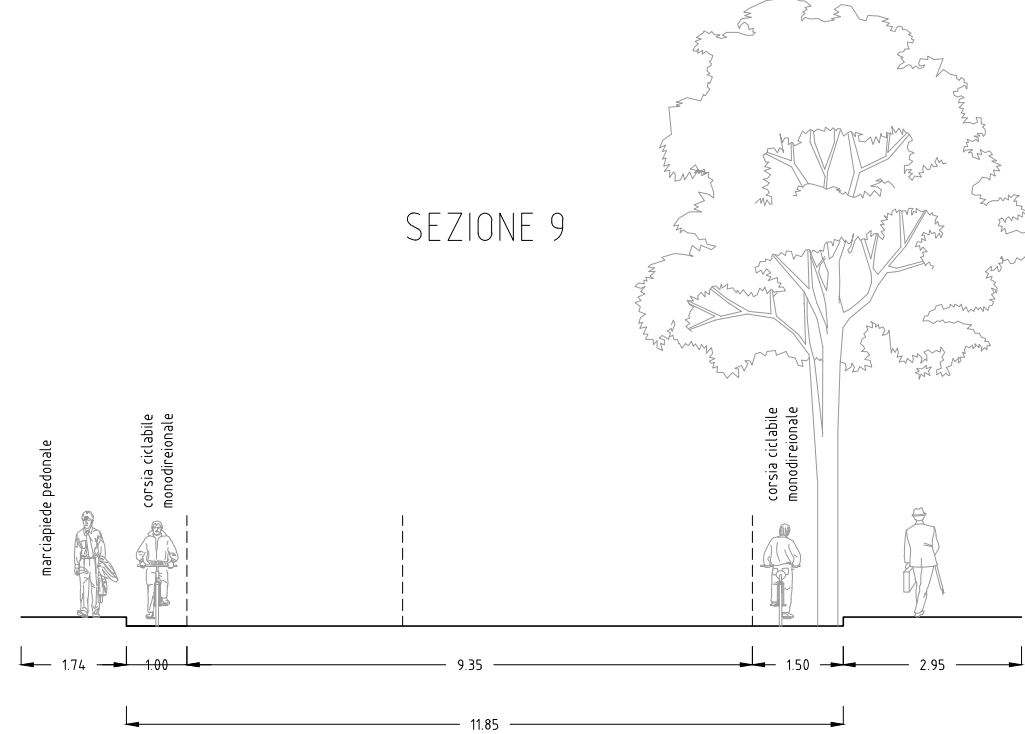 SEZIONE 9
marciapiede pedonale
corsia ciclabile
monodireionale
corsia ciclabile
monodireionale
1.74
1.00
9.35
1.50
2.95
11.85